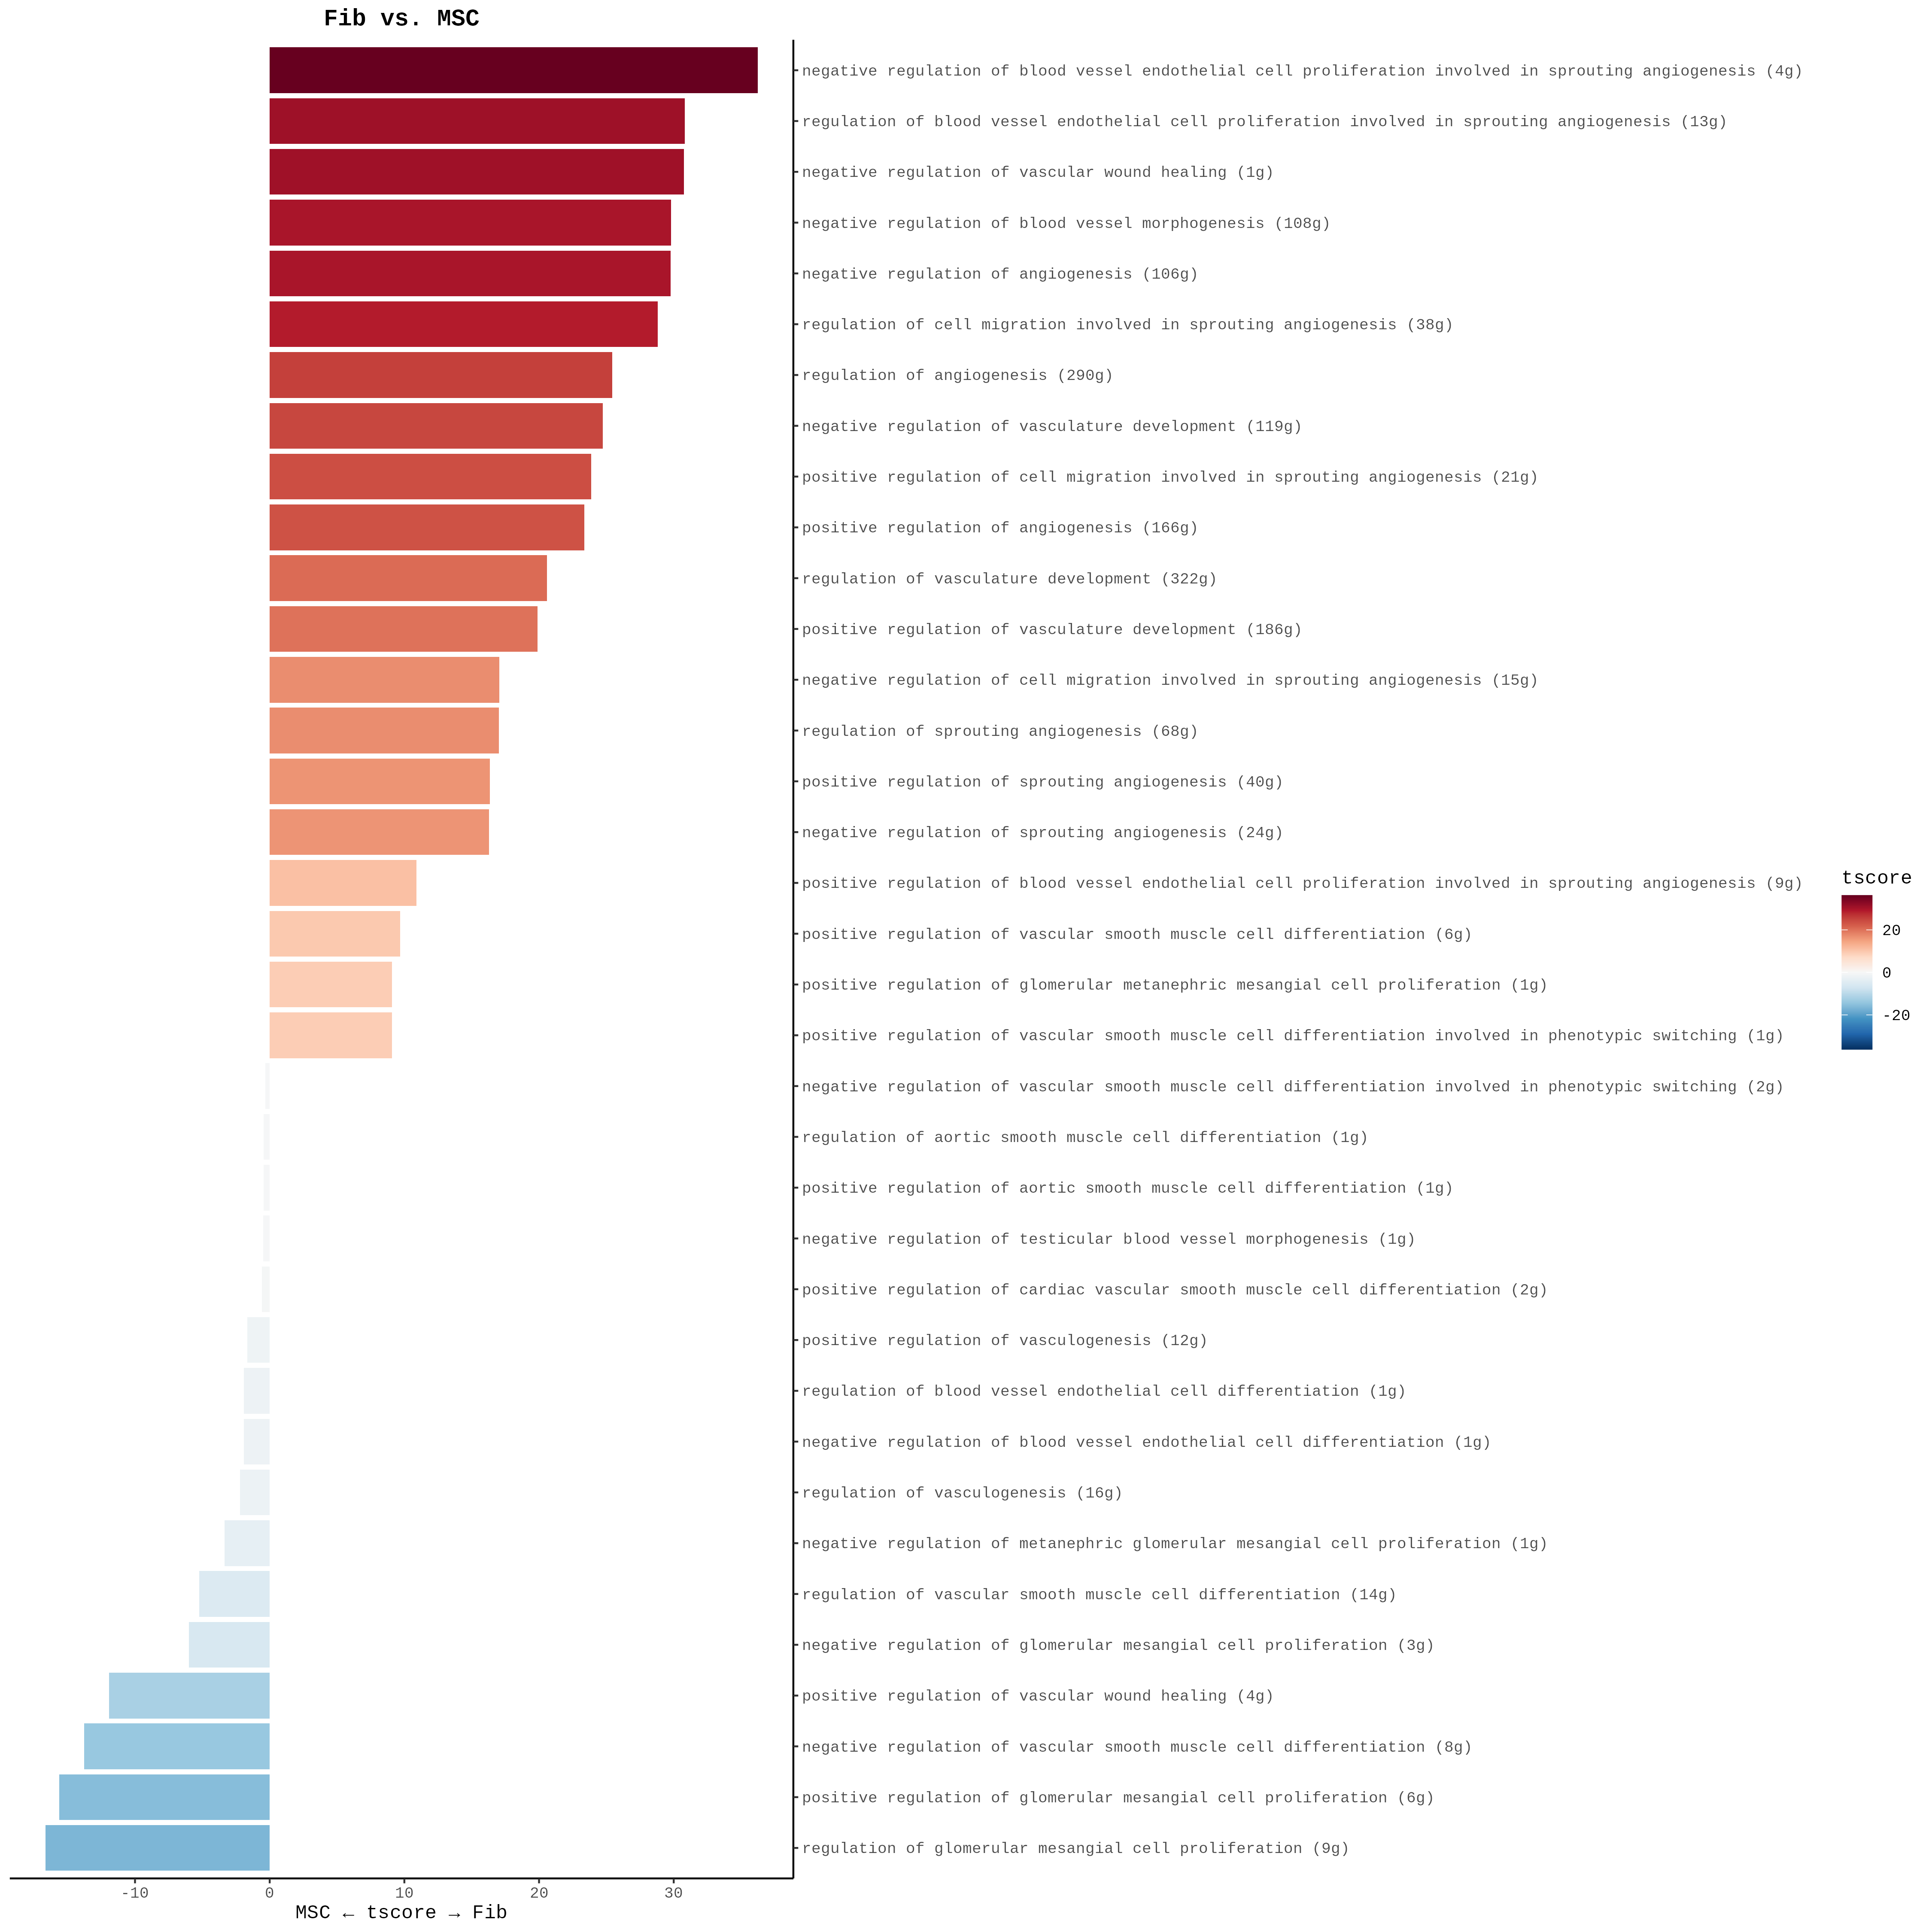 Fib vs. MSC
negative regulation of blood vessel endothelial cell proliferation involved in sprouting angiogenesis (4g)
regulation of blood vessel endothelial cell proliferation involved in sprouting angiogenesis (13g)
negative regulation of vascular wound healing (1g)
negative regulation of blood vessel morphogenesis (108g)
negative regulation of angiogenesis (106g)
regulation of cell migration involved in sprouting angiogenesis (38g)
regulation of angiogenesis (290g)
negative regulation of vasculature development (119g)
positive regulation of cell migration involved in sprouting angiogenesis (21g)
positive regulation of angiogenesis (166g)
regulation of vasculature development (322g)
positive regulation of vasculature development (186g)
negative regulation of cell migration involved in sprouting angiogenesis (15g)
regulation of sprouting angiogenesis (68g)
positive regulation of sprouting angiogenesis (40g)
negative regulation of sprouting angiogenesis (24g)
positive regulation of blood vessel endothelial cell proliferation involved in sprouting angiogenesis (9g)
positive regulation of vascular smooth muscle cell differentiation (6g)
positive regulation of glomerular metanephric mesangial cell proliferation (1g)
positive regulation of vascular smooth muscle cell differentiation involved in phenotypic switching (1g)
negative regulation of vascular smooth muscle cell differentiation involved in phenotypic switching (2g)
regulation of aortic smooth muscle cell differentiation (1g)
positive regulation of aortic smooth muscle cell differentiation (1g)
negative regulation of testicular blood vessel morphogenesis (1g)
positive regulation of cardiac vascular smooth muscle cell differentiation (2g)
positive regulation of vasculogenesis (12g)
regulation of blood vessel endothelial cell differentiation (1g)
negative regulation of blood vessel endothelial cell differentiation (1g)
regulation of vasculogenesis (16g)
negative regulation of metanephric glomerular mesangial cell proliferation (1g)
regulation of vascular smooth muscle cell differentiation (14g)
negative regulation of glomerular mesangial cell proliferation (3g)
positive regulation of vascular wound healing (4g)
negative regulation of vascular smooth muscle cell differentiation (8g)
positive regulation of glomerular mesangial cell proliferation (6g)
regulation of glomerular mesangial cell proliferation (9g)
-10 0 10 20 30
MSC ← tscore → Fib
tscore
20
0
-20